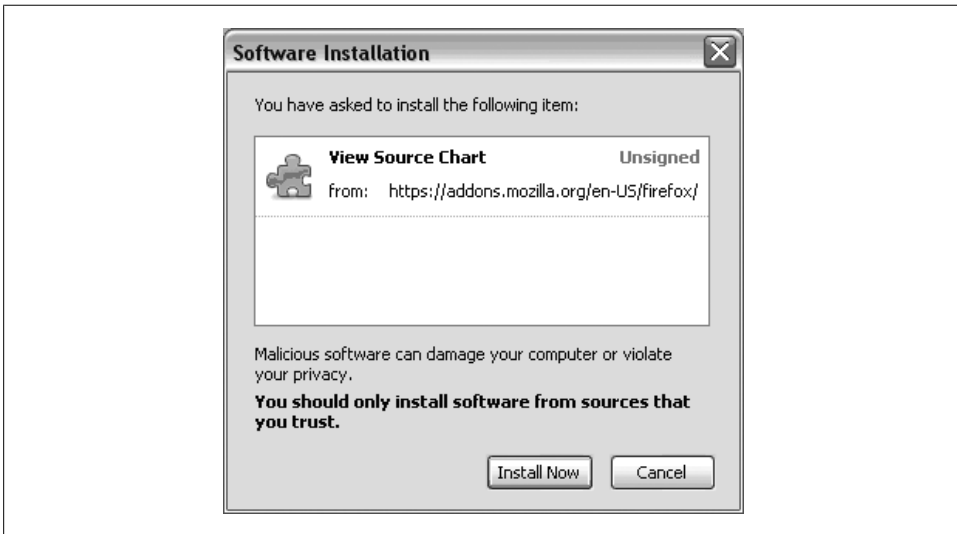 Software Installation
You have asked to install the following item:
View Source Chart Unsigned
from: https://addons.mozilla.org/en-US/firefox/
Malicious software can damage your computer or violate
your privacy.
You should only install software from sources that
you trust.
Install Now Cancel